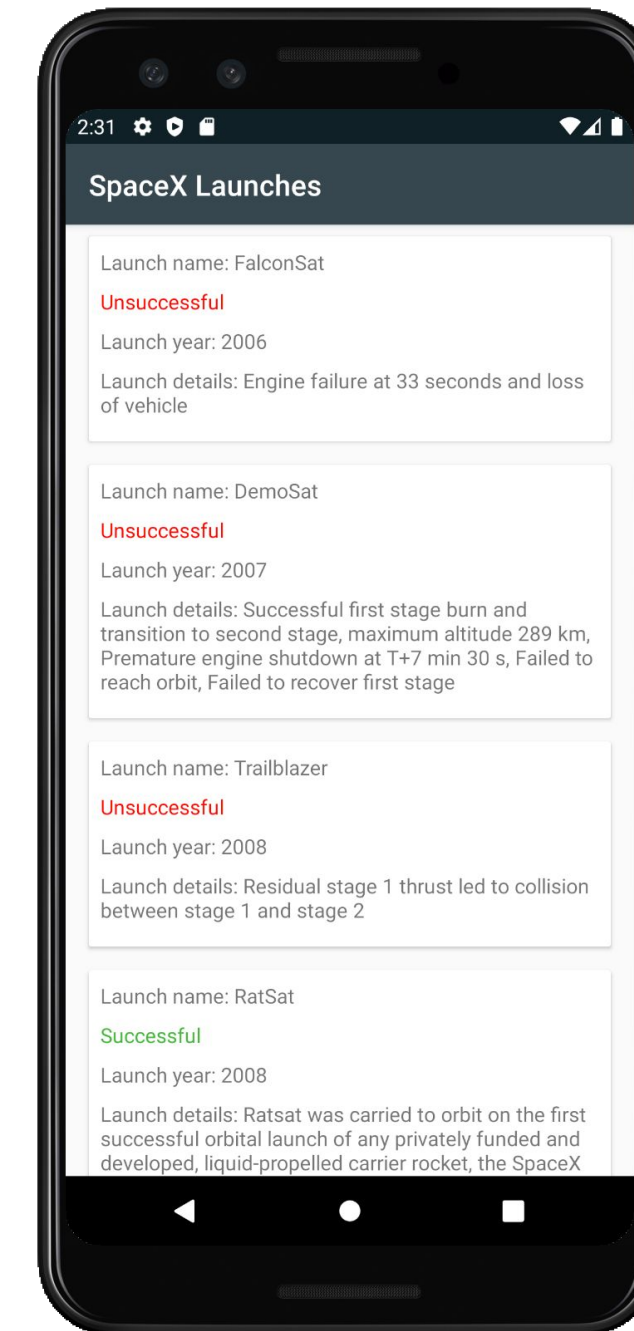 2:31
SpaceX Launches
Launch name: FalconSat
Unsuccessful
Launch year: 2006
Launch details: Engine failure at 33 seconds and loss
of vehicle
Launch name: DemoSat
Unsuccessful
Launch year: 2007
Launch details: Successful first stage burn and
transition to second stage, maximum altitude 289 km,
Premature engine shutdown at T+7 min 30 s, Failed to
reach orbit, Failed to recover first stage
Launch name: Trailblazer
Unsuccessful
Launch year: 2008
Launch details: Residual stage 1 thrust led to collision
between stage 1 and stage 2
Launch name: RatSat
Successful
Launch year: 2008
Launch details: Ratsat was carried to orbit on the first
successful orbital launch of any privately funded and
developed, liquid-propelled carrier rocket, the SpaceX